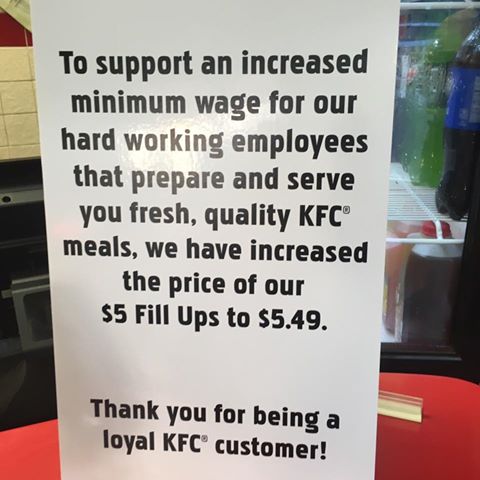 To support an increased
minimum wage for our
hard working employees
that prepare and serve
you fresh, quality KFC®
meals, we have increased
the price of our
$5 Fill Ups to $5.49.
Thank you for being a
loyal KFC® customer!